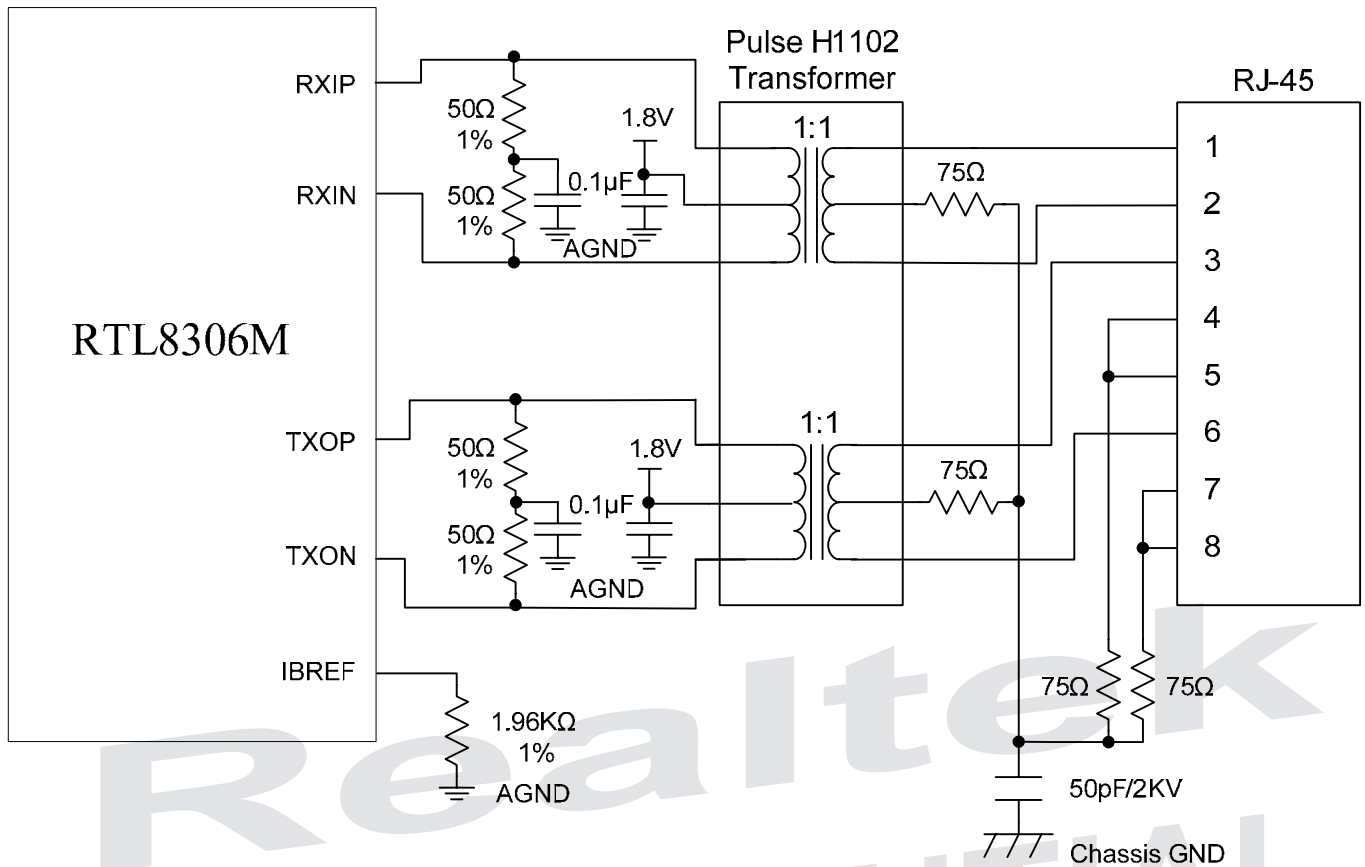 Pulse H1102
Transformer
RJ-45
RTL8306M
RXIP
50Ω
1%
1.8V
1:1
1
75Ω
0.1µF
RXIN
50Ω
1%
AGND
2
3
4
5
TXOP
50Ω
1%
1.8V
1:1
6
75Ω
0.1µF
7
TXON
50Ω
1%
AGND
8
IBREF
1.96KΩ
1%
AGND
75Ω
75Ω
50pF/2KV
Chassis GND
Realtek